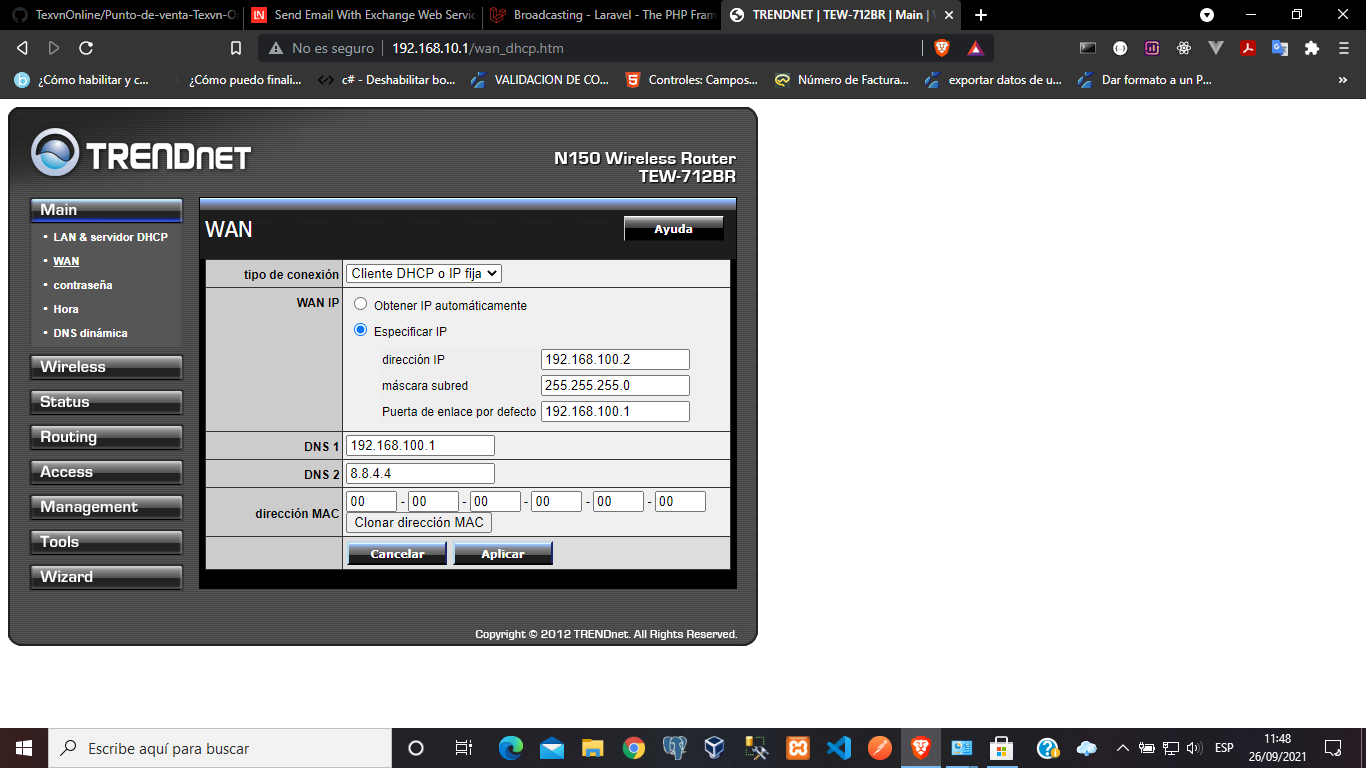 TexvnOnline/Punto-de-venta-Texvn-O
Send Email With Exchange Web Servic
Broadcasting - Laravel - The PHP Fram
TRENDNET | TEW-712BR | Main |
No es seguro
192.168.10.1/wan_dhcp.htm
¿Cómo habilitar y c...
¿Cómo puedo finali...
c# - Deshabilitar bo...
VALIDACION DE CO...
Controles: Campos...
Número de Factura...
exportar datos de u...
Dar formato a un P...
»
TRENDNET
N150 Wireless Router
TEW-712BR
Main
• LAN & servidor DHCP
• WAN
• contraseña
• Hora
• DNS dinámica
Wireless
Status
Routing
Access
Management
Tools
Wizard
WAN
Ayuda
tipo de conexión
Cliente DHCP o IP fija
WAN IP
Obtener IP automáticamente
Especificar IP
dirección IP
192.168.100.2
máscara subred
255.255.255.0
Puerta de enlace por defecto
192.168.100.1
DNS 1
192.168.100.1
DNS 2
8.8.4.4
dirección MAC
00 - 00 - 00 - 00 - 00 - 00
Clonar dirección MAC
Cancelar
Aplicar
Copyright © 2012 TRENDnet. All Rights Reserved.
Escribe aquí para buscar
ESP
11:48
26/09/2021